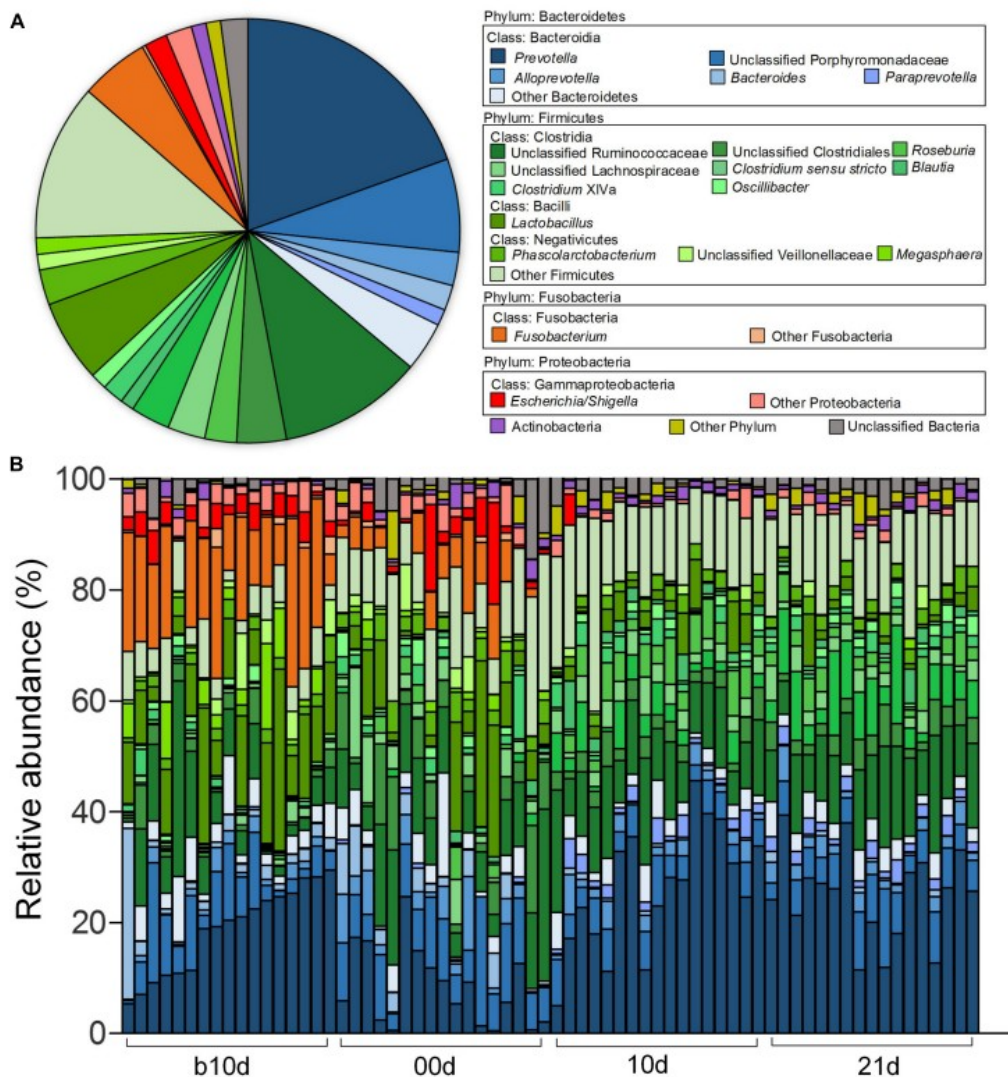 A
Phylum: Bacteroidetes
Class: Bacteroidia
Prevotella
Unclassified Porphyromonadaceae
Alloprevotella
Bacteroides
Paraprevotella
Other Bacteroidetes
Phylum: Firmicutes
Class: Clostridia
Unclassified Ruminococcaceae
Unclassified Clostridiales
Roseburia
Unclassified Lachnospiraceae
Clostridium sensu stricto
Blautia
Clostridium XIVa
Oscillibacter
Class: Bacilli
Lactobacillus
Class: Negativicutes
Phascolarctobacterium
Unclassified Veillonellaceae
Megasphaera
Other Firmicutes
Phylum: Fusobacteria
Class: Fusobacteria
Fusobacterium
Other Fusobacteria
Phylum: Proteobacteria
Class: Gammaproteobacteria
Escherichia/Shigella
Other Proteobacteria
Actinobacteria
Other Phylum
Unclassified Bacteria
B
Relative abundance (%)
100
80
60
40
20
0
b10d
00d
10d
21d